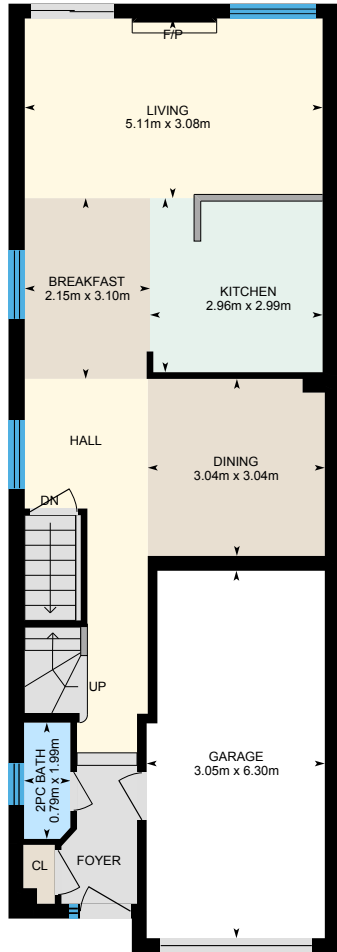 F/P
LIVING
5.11m x 3.08m
BREAKFAST
2.15m x 3.10m
KITCHEN
2.96m x 2.99m
HALL
DINING
3.04m x 3.04m
DN
UP
2PC BATH
0.79m x 1.99m
GARAGE
3.05m x 6.30m
CL
FOYER